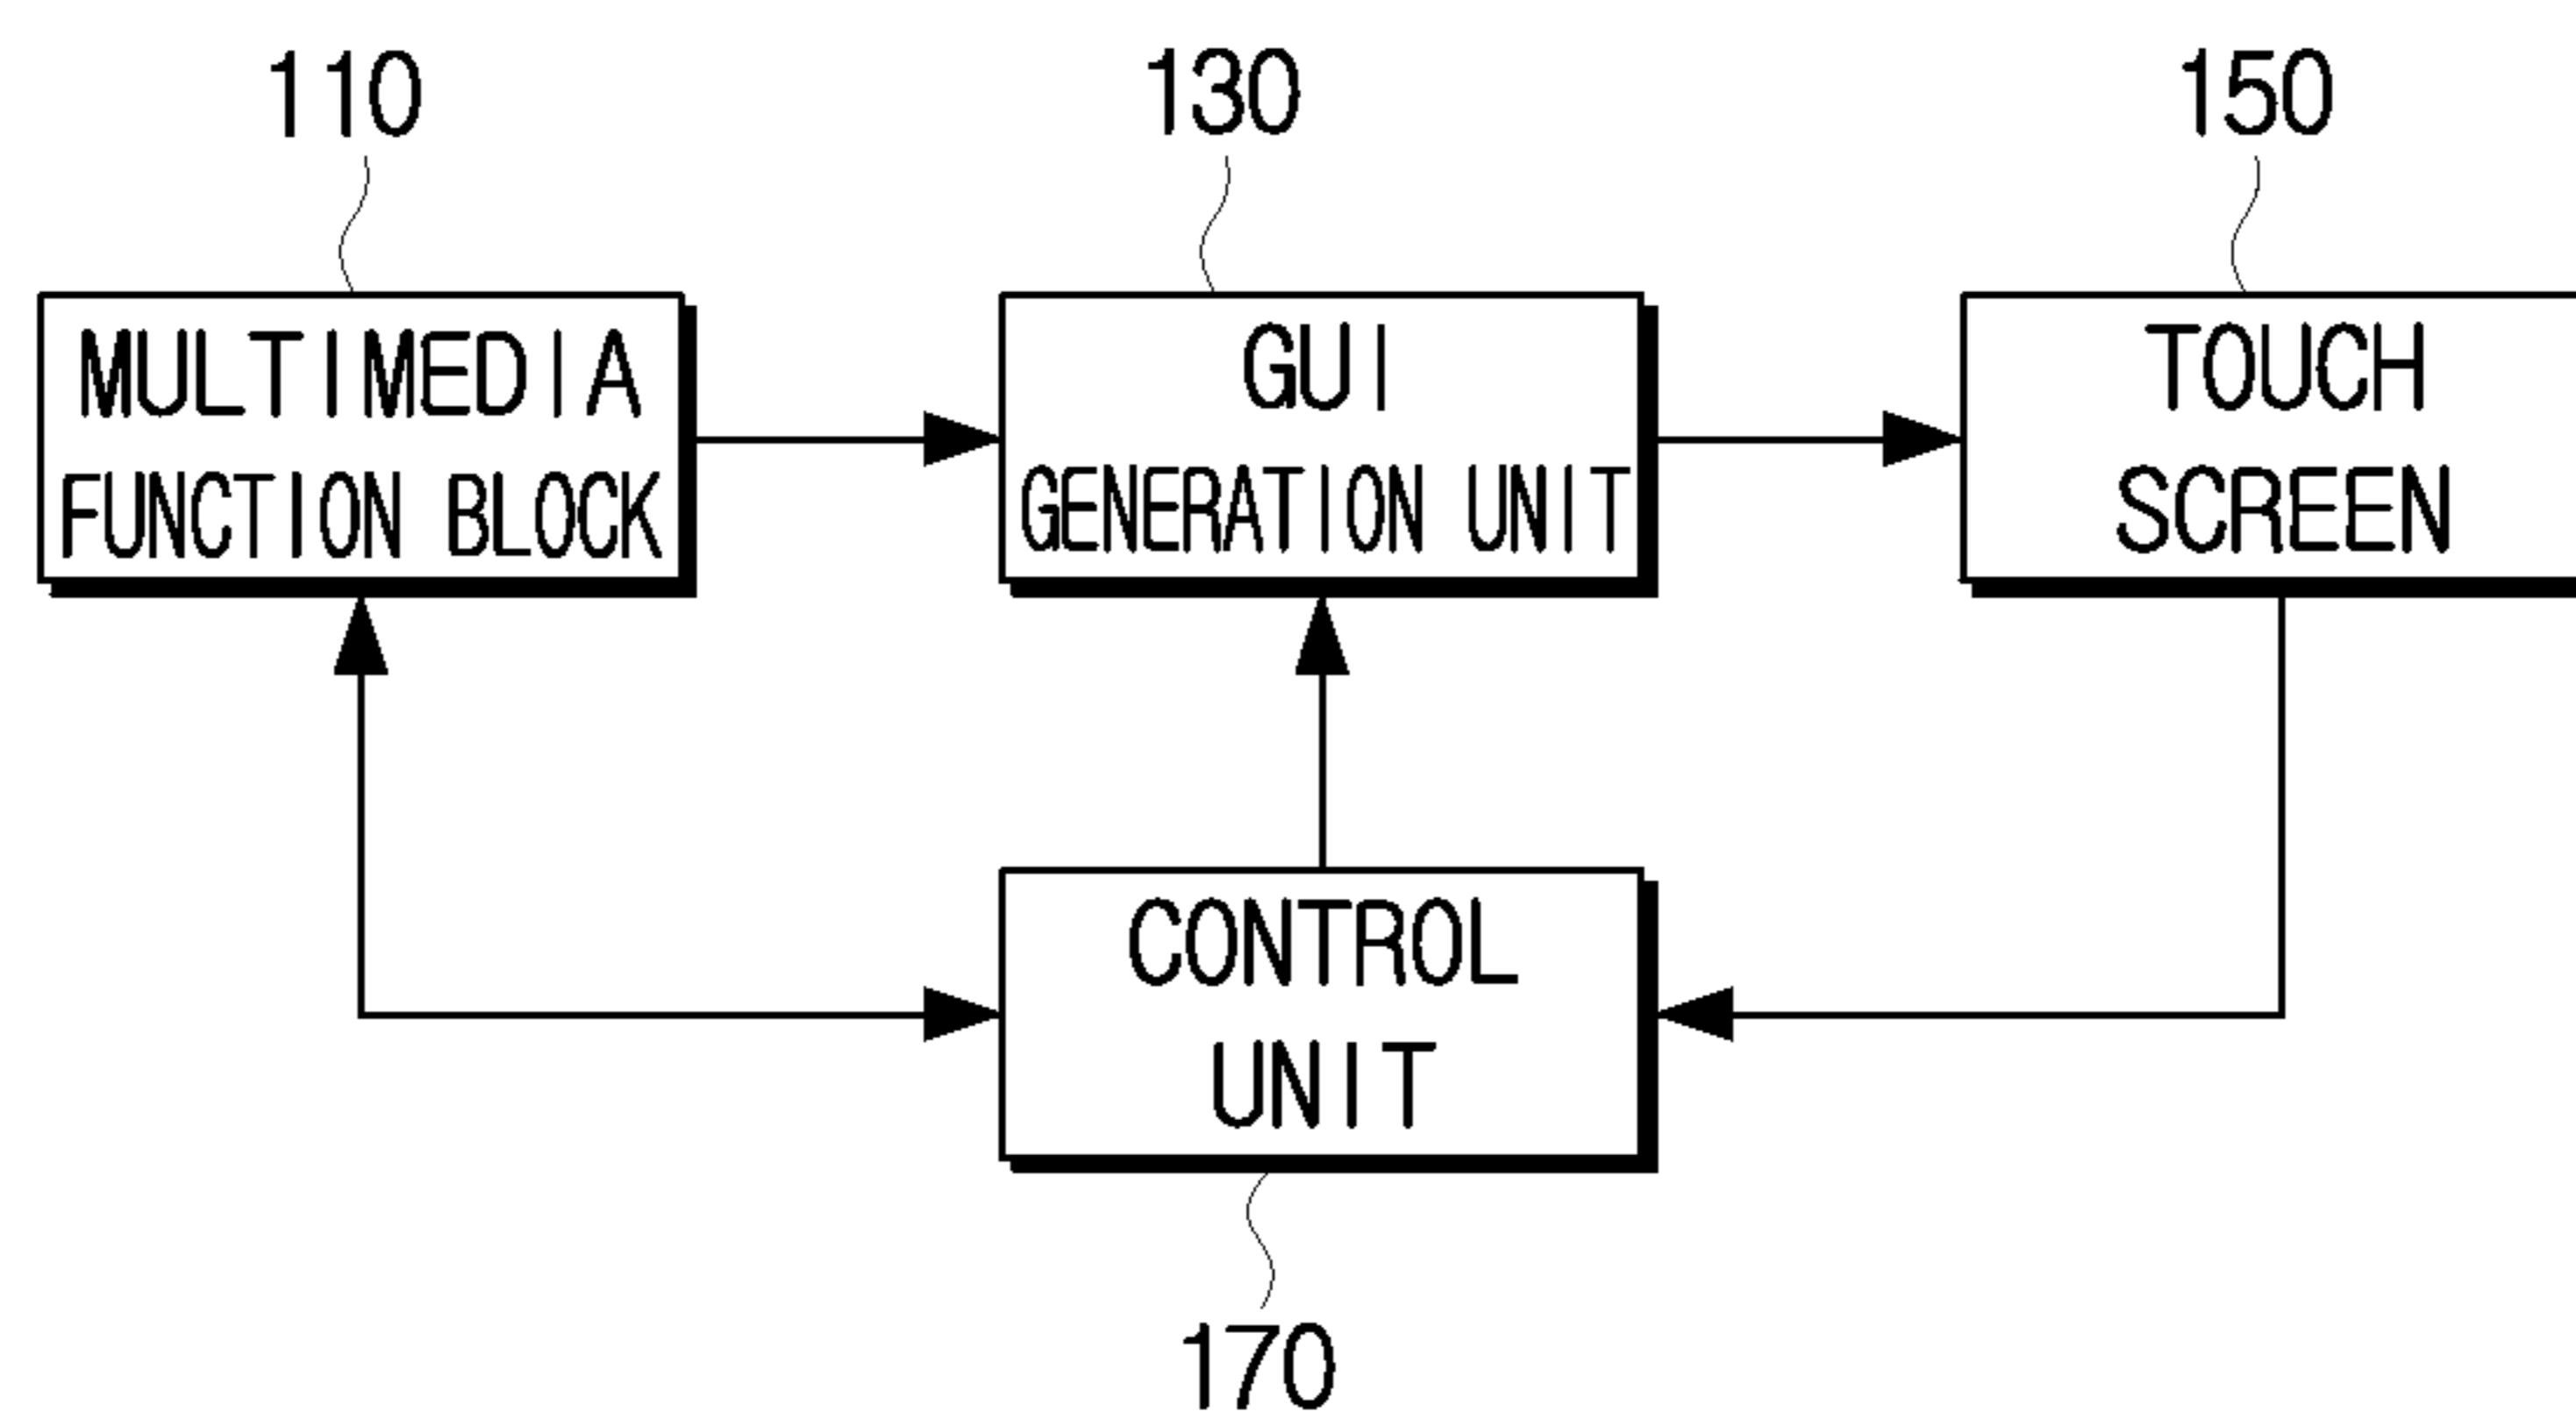 110
130
150
MULTIMEDIA
FUNCTION BLOCK
GUI
GENERATION UNIT
TOUCH
SCREEN
CONTROL
UNIT
170